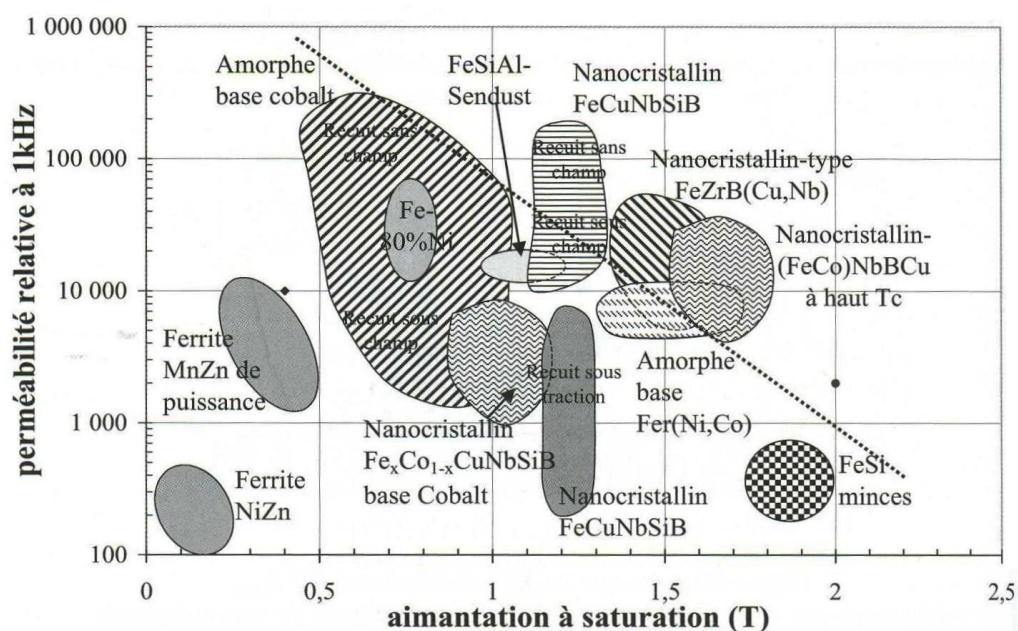 1 000 000
100 000
10 000
1 000
100
perméabilité relative à 1kHz
Amorphe
base cobalt
FeSiAl-
Sendust
Nanocristallin
FeCuNbSiB
Recuit sans
champ
Recuit sans
champ
Nanocristallin-type
FeZrB(Cu,Nb)
Fe-
80%Ni
Recuit sous
champ
Nanocristallin-
(FeCo)NbBCu
à haut Tc
Ferrite
MnZn de
puissance
Recuit sous
champ
Recuit sous
traction
Amorphe
base
Fer(Ni,Co)
Nanocristallin
FexCo1-xCuNbSiB
base Cobalt
Ferrite
NiZn
Nanocristallin
FeCuNbSiB
FeSi
minces
0
0,5
1
1,5
2
2,5
aimantation à saturation (T)